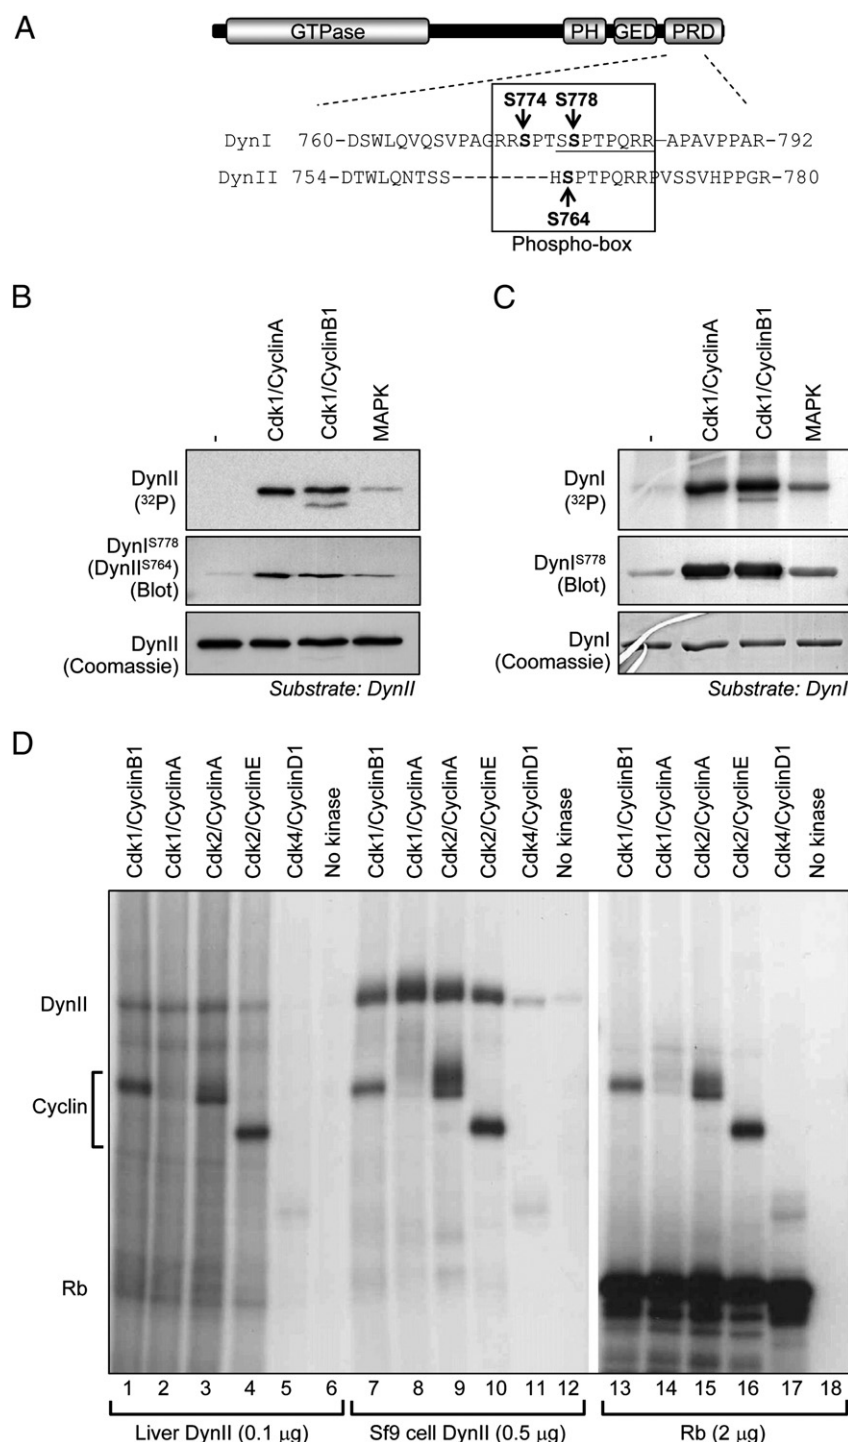 A
GTPase PH GED PRD
S774 S778
DynI 760-DSWLQVQSVPAGRRSPTSSPTPQRR-APAVPPAR-792
DynII 754-DTWLQNTSS----------HSPTPQRRPVSSVHPPGR-780
S764
Phospho-box
B
- Cdk1/CyclinA Cdk1/CyclinB1 MAPK
DynII
(32P)
DynIS778
(DynIIS764)
(Blot)
DynII
(Coomassie)
Substrate: DynII
C
- Cdk1/CyclinA Cdk1/CyclinB1 MAPK
DynI
(32P)
DynIS778
(Blot)
DynI
(Coomassie)
Substrate: DynI
D
Cdk1/CyclinB1 Cdk1/CyclinA Cdk2/CyclinA Cdk2/CyclinE Cdk4/CyclinD1 No kinase Cdk1/CyclinB1 Cdk1/CyclinA Cdk2/CyclinA Cdk2/CyclinE Cdk4/CyclinD1 No kinase Cdk1/CyclinB1 Cdk1/CyclinA Cdk2/CyclinA Cdk2/CyclinE Cdk4/CyclinD1 No kinase
DynII
Cyclin
Rb
1 2 3 4 5 6 7 8 9 10 11 12 13 14 15 16 17 18
Liver DynII (0.1 μg) Sf9 cell DynII (0.5 μg) Rb (2 μg)